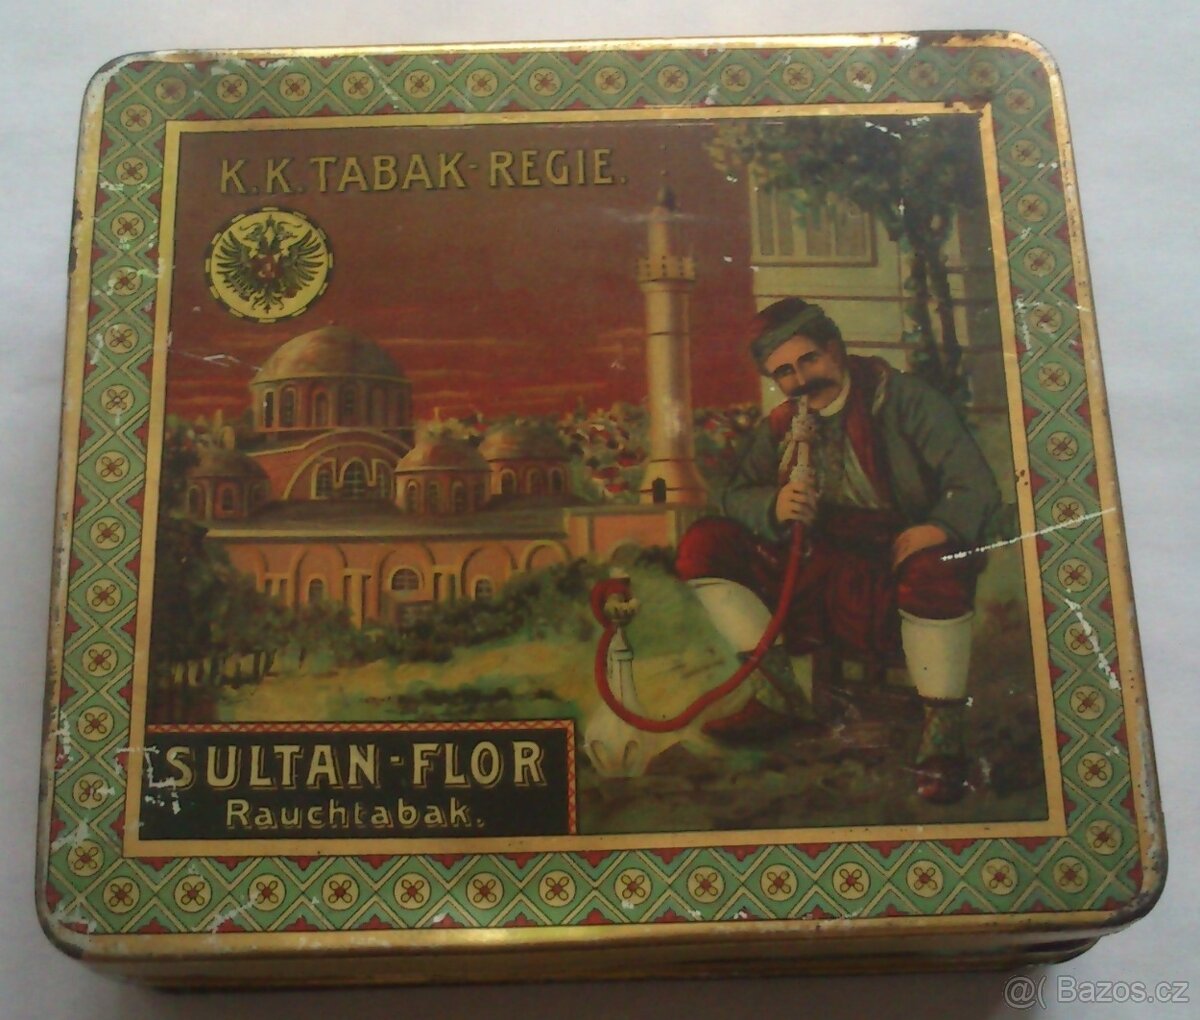 K.K. TABAK-REGIE.
SULTAN-FLOR
Rauchtabak.
@( Bazos.cz